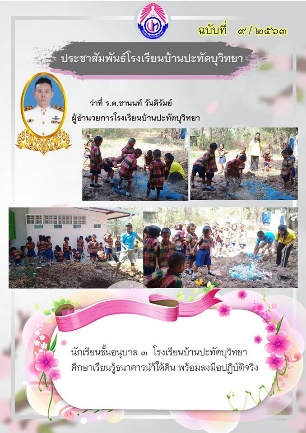 ฉบับที่ ๙/๒๕๖๓
ประชาสัมพันธ์โรงเรียนบ้านปะทัดบุวิทยา
ว่าที่ ร.ต.ชานนท์ วันดิรัมย์
ผู้อำนวยการโรงเรียนบ้านปะทัดบุวิทยา
นักเรียนชั้นอนุบาล ๓ โรงเรียนบ้านปะทัดบุวิทยา
ศึกษาเรียนรู้ธนาคารน้ำใต้ดิน พร้อมลงมือปฏิบัติจริง